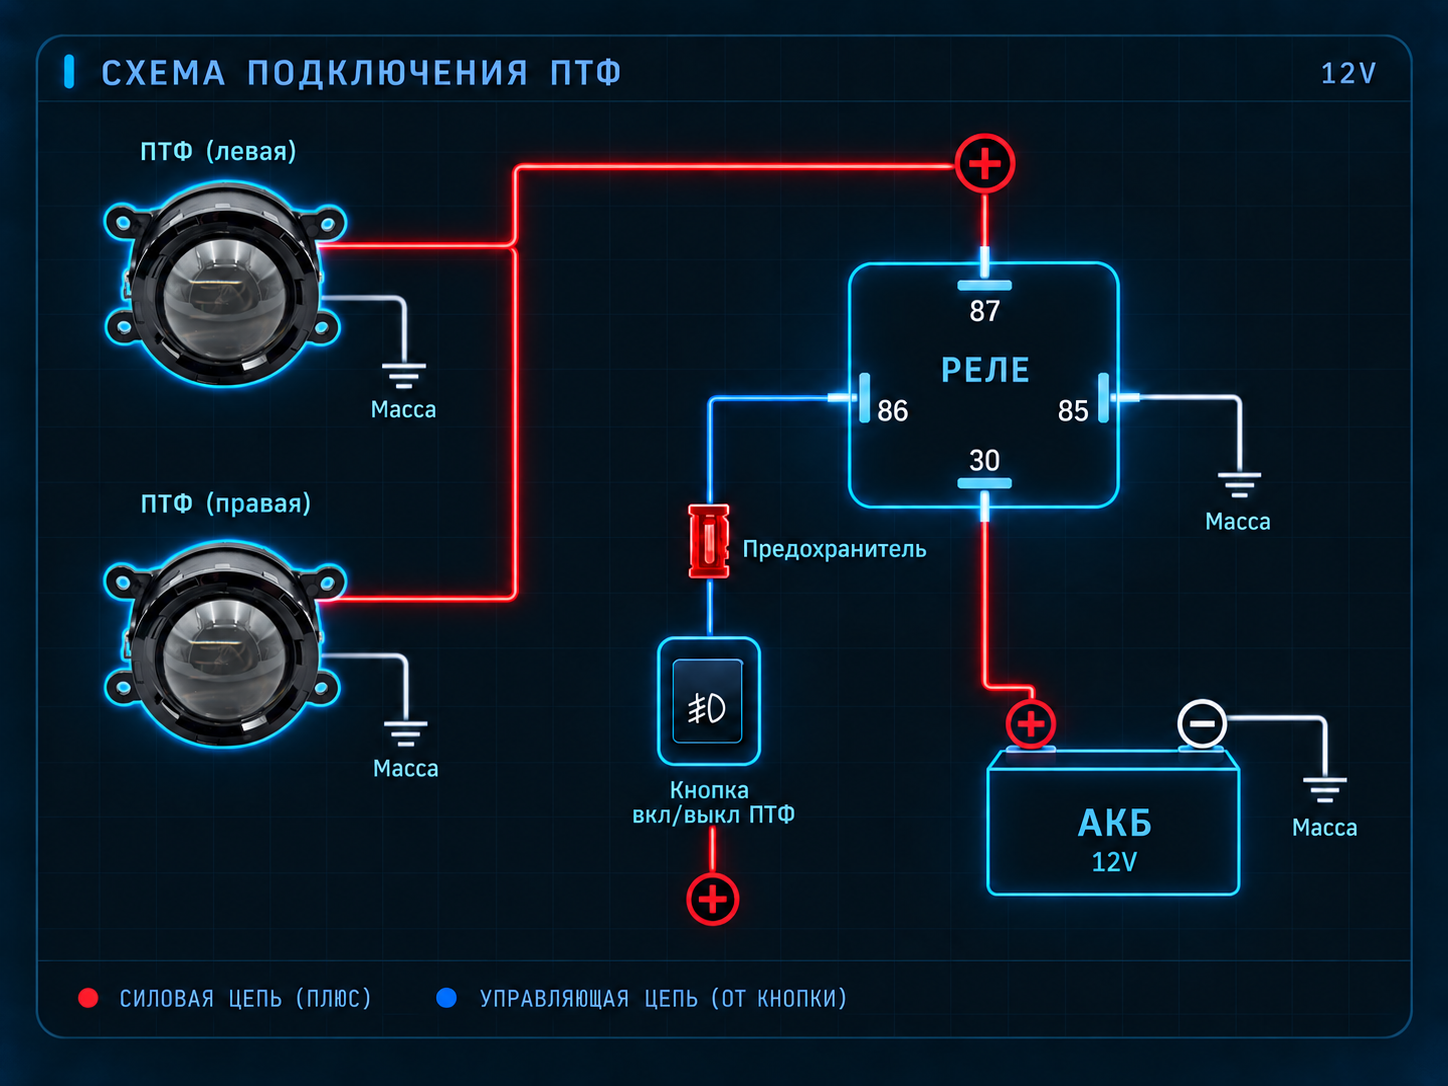 СХЕМА ПОДКЛЮЧЕНИЯ ПТФ
12V
ПТФ (левая)
Масса
ПТФ (правая)
Масса
87
РЕЛЕ
86
85
30
Масса
Предохранитель
Кнопка
вкл/выкл ПТФ
АКБ
12V
Масса
СИЛОВАЯ ЦЕПЬ (ПЛЮС)
УПРАВЛЯЮЩАЯ ЦЕПЬ (ОТ КНОПКИ)